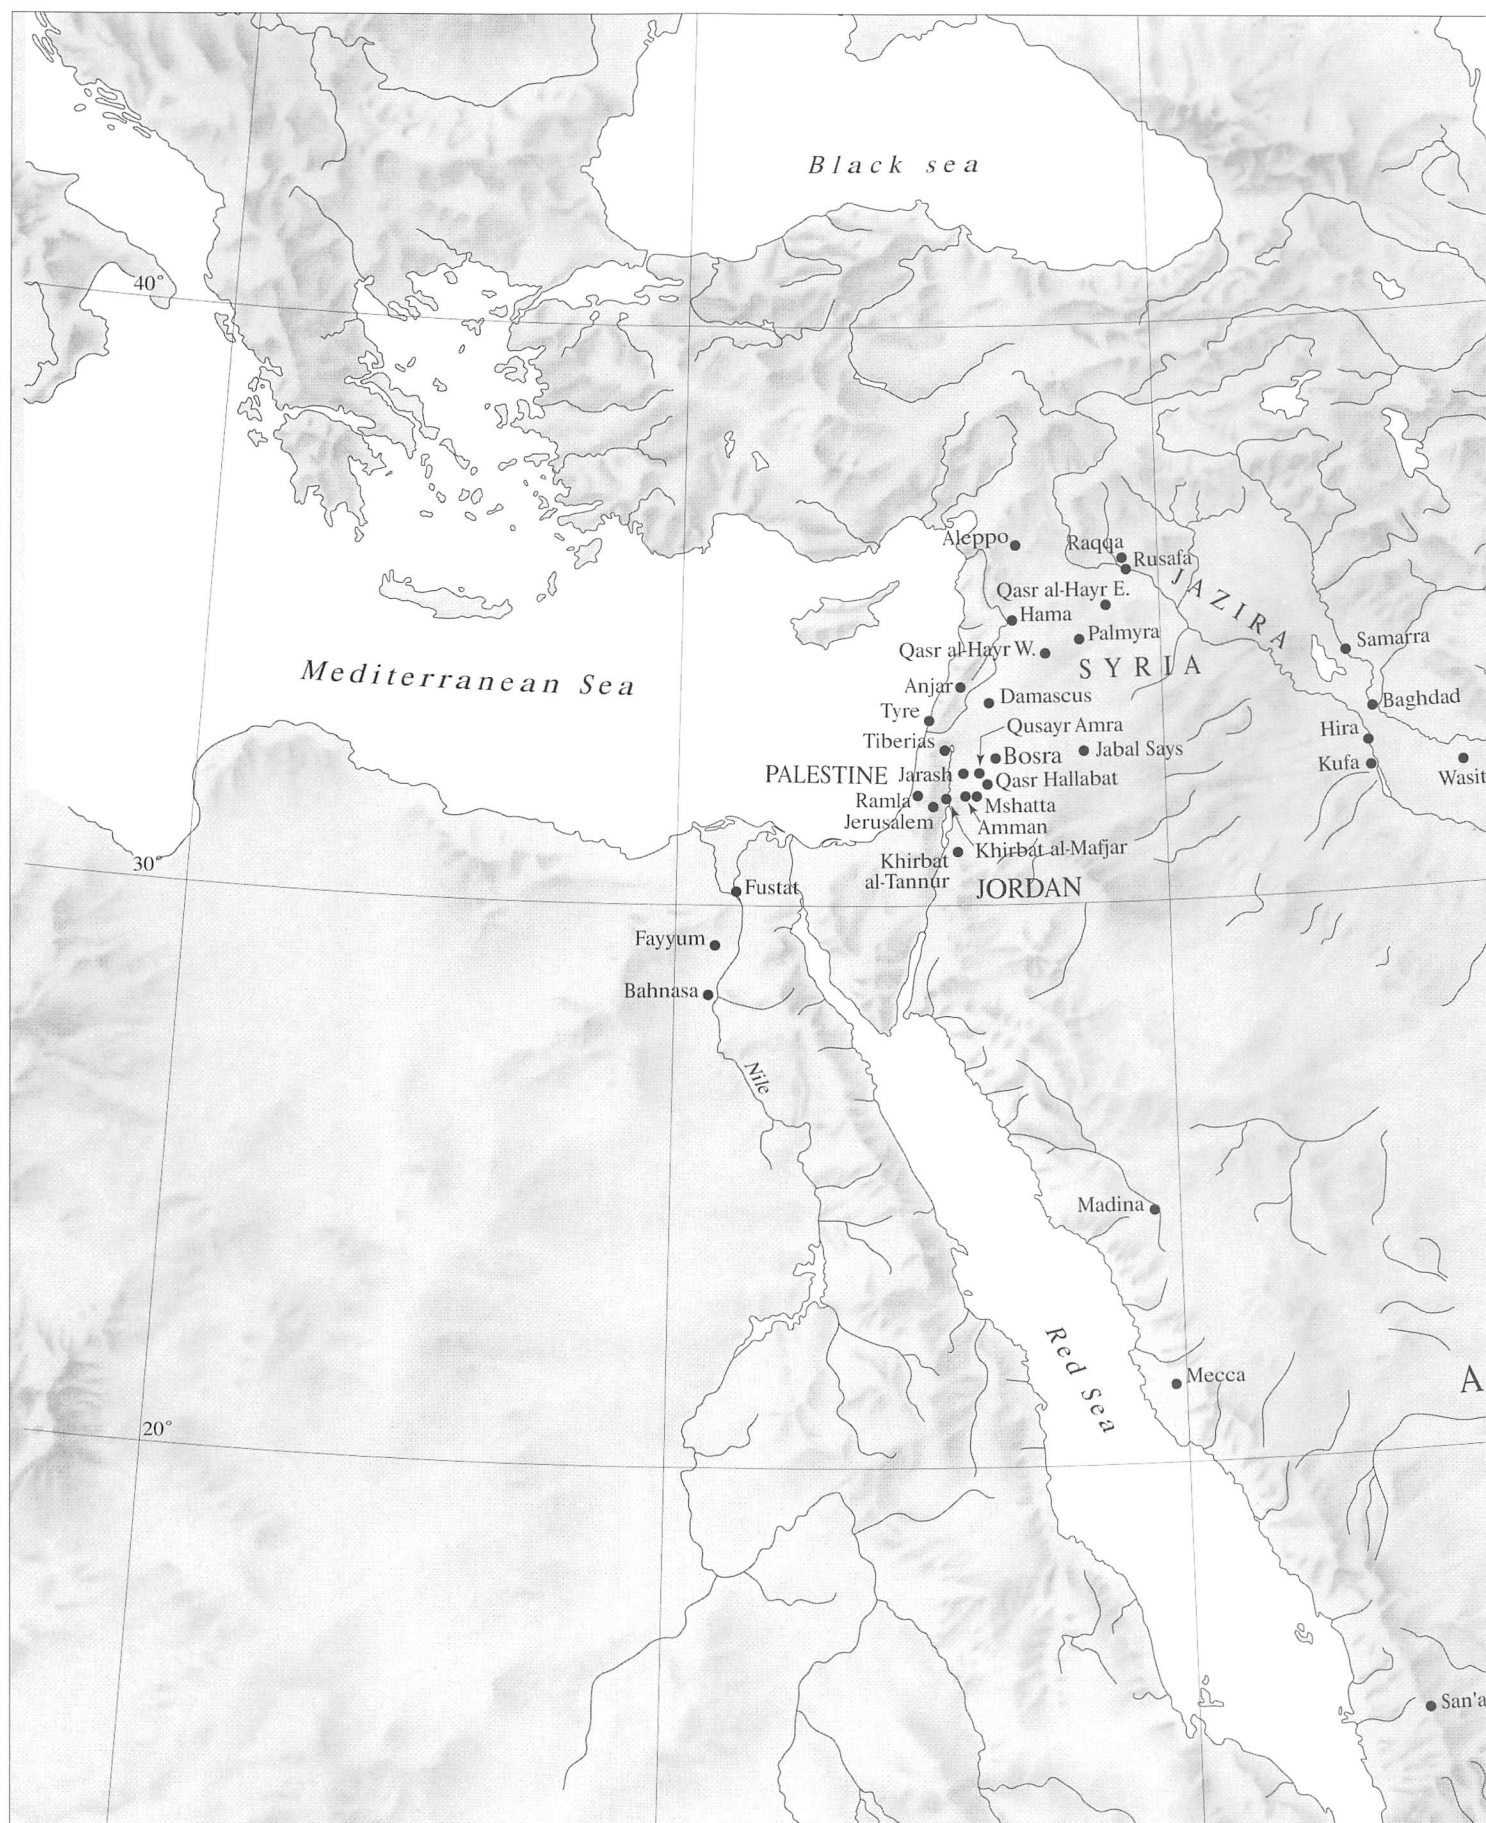 Black sea
40°
Aleppo
Raqqa
Rusafa
JAZIRA
Qasr al-Hayr E.
Hama
Palmyra
Samarra
Qasr al-Hayr W.
SYRIA
Mediterranean Sea
Anjar
Damascus
Baghdad
Tyre
Qusayr Amra
Hira
Tiberias
Bosra
Jabal Says
Kufa
PALESTINE
Jarash
Qasr Hallabat
Wasit
Ramla
Mshatta
Jerusalem
Amman
30°
Khirbat
al-Tannur
Khirbat al-Mafjar
Fustat
JORDAN
Fayyum
Bahnasa
Nile
Madina
Red Sea
Mecca
A
20°
San'a